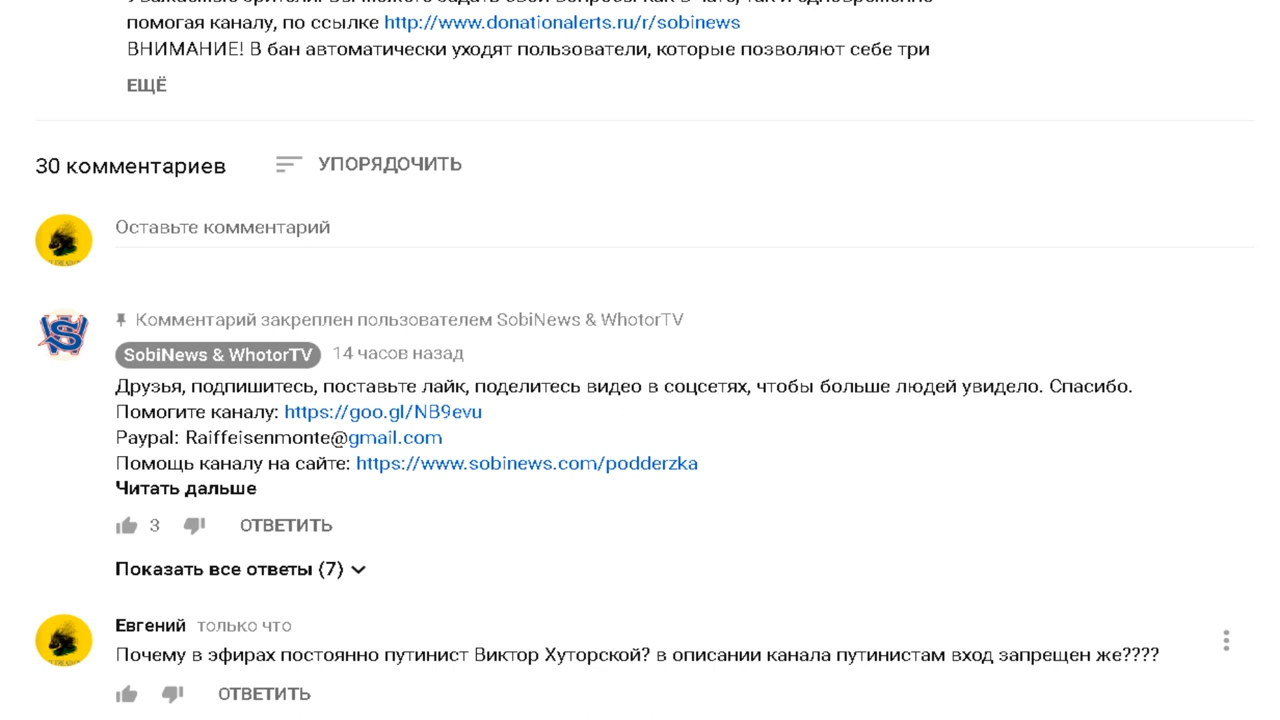 помогая каналу, по ссылке http://www.donationalerts.ru/r/sobinews
ВНИМАНИЕ! В бан автоматически уходят пользователи, которые позволяют себе три
ЕЩЁ
30 комментариев УПОРЯДОЧИТЬ
Оставьте комментарий
Комментарий закреплен пользователем SobiNews & WhotorTV
SobiNews & WhotorTV 14 часов назад
Друзья, подпишитесь, поставьте лайк, поделитесь видео в соцсетях, чтобы больше людей увидело. Спасибо.
Помогите каналу: https://goo.gl/NB9evu
Paypal: Raiffeisenmonte@gmail.com
Помощь каналу на сайте: https://www.sobinews.com/podderzka
Читать дальше
3 ОТВЕТИТЬ
Показать все ответы (7)
Евгений только что
Почему в эфирах постоянно путинист Виктор Хуторской? в описании канала путинистам вход запрещен же????
ОТВЕТИТЬ